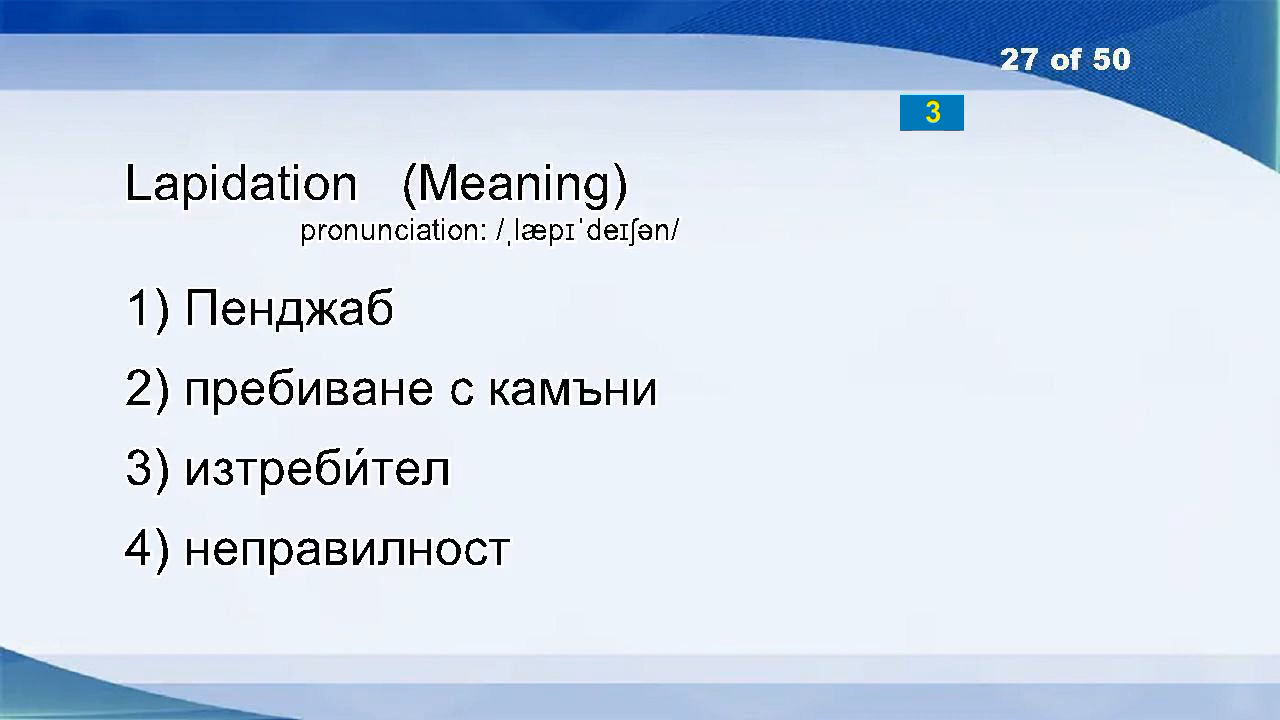 27 of 50
3
Lapidation (Meaning)
pronunciation: /ˌlæpɪˈdeɪʃən/
1) Пенджаб
2) пребиване с камъни
3) изтреби́тел
4) неправилност